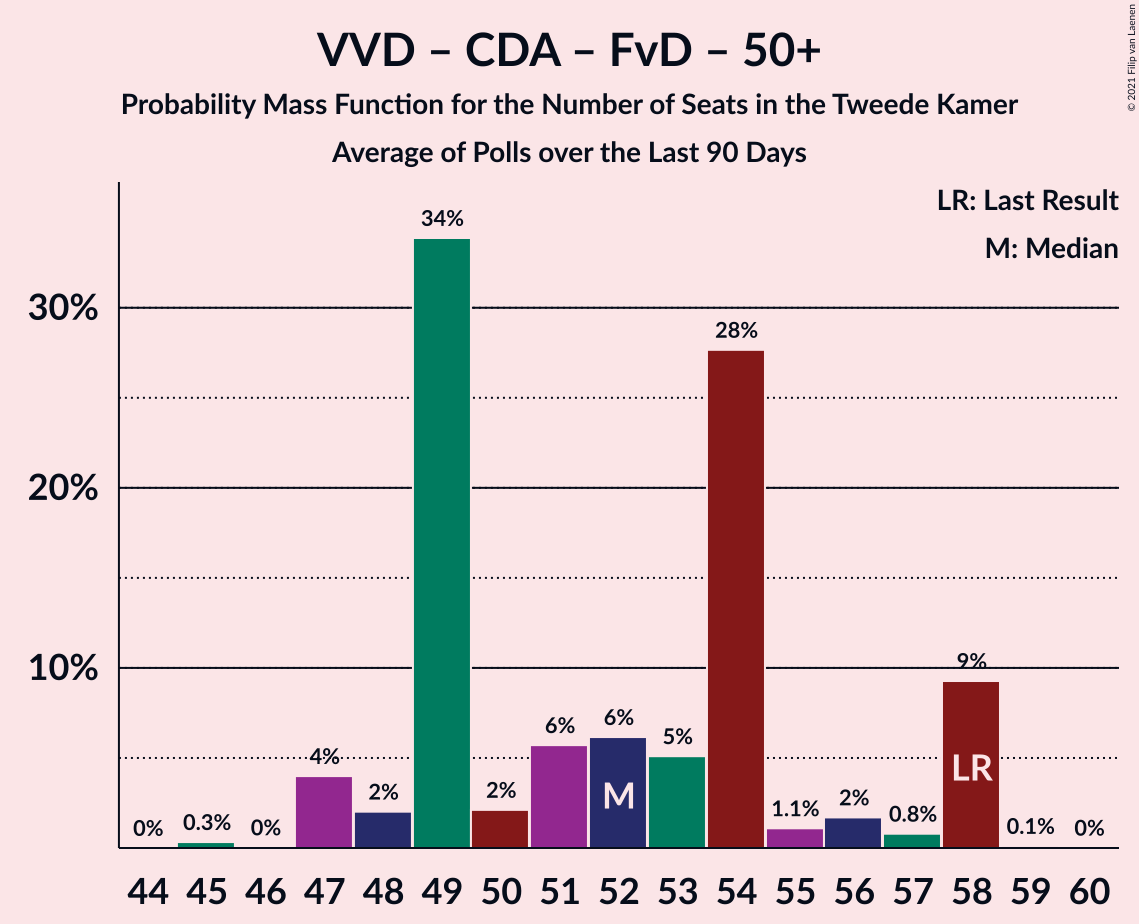 VVD – CDA – FvD – 50+
Probability Mass Function for the Number of Seats in the Tweede Kamer
Average of Polls over the Last 90 Days
© 2021 Filip van Laenen
LR: Last Result
M: Median
34%
30%
28%
20%
10%
9%
6%
6%
5%
4%
2%
2%
1.1%
2%
0.8%
0%
0.3%
0%
0.1%
0%
M
LR
44 45 46 47 48 49 50 51 52 53 54 55 56 57 58 59 60